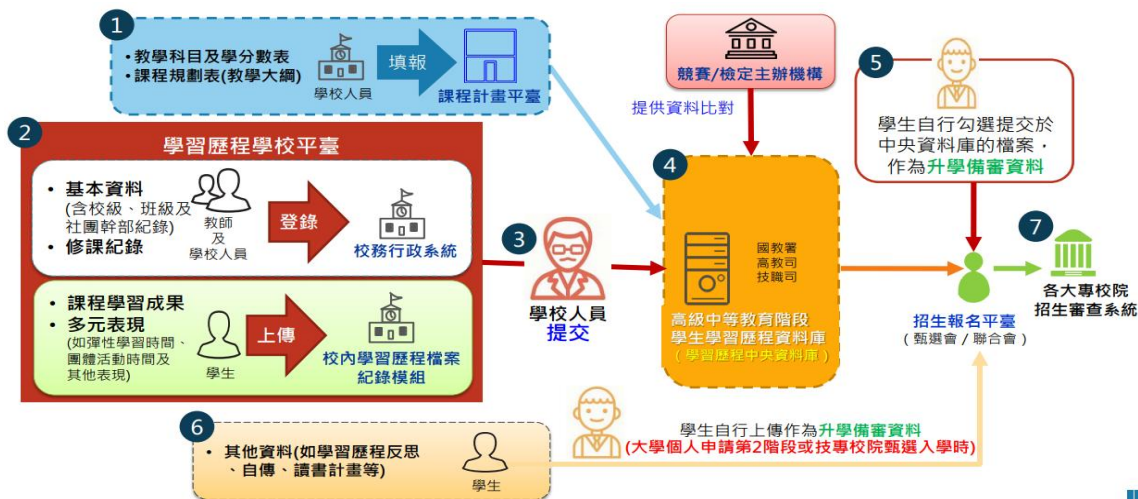 1
•教學科目及學分數表
•課程規劃表(教學大綱)
學校人員
填報
課程計畫平臺
競賽/檢定主辦機構
提供資料比對
5
學生自行勾選提交於
中央資料庫的檔案，
作為升學備審資料
2
學習歷程學校平臺
• 基本資料
(含校級、班級及
社團幹部紀錄)
• 修課紀錄
教師
及
學校人員
登錄
校務行政系統
• 課程學習成果
• 多元表現
(如彈性學習時間、
團體活動時間及
其他表現)
學生
上傳
校內學習歷程檔案
紀錄模組
3
學校人員
提交
4
國教署
高教司
技職司
高級中等教育階段
學生學習歷程資料庫
(學習歷程中央資料庫)
招生報名平臺
(甄選會/聯合會)
7
各大專校院
招生審查系統
6
• 其他資料(如學習歷程反思
、自傳、讀書計畫等)
學生
學生自行上傳作為升學備審資料
(大學個人申請第2階段或技專校院甄選入學時)